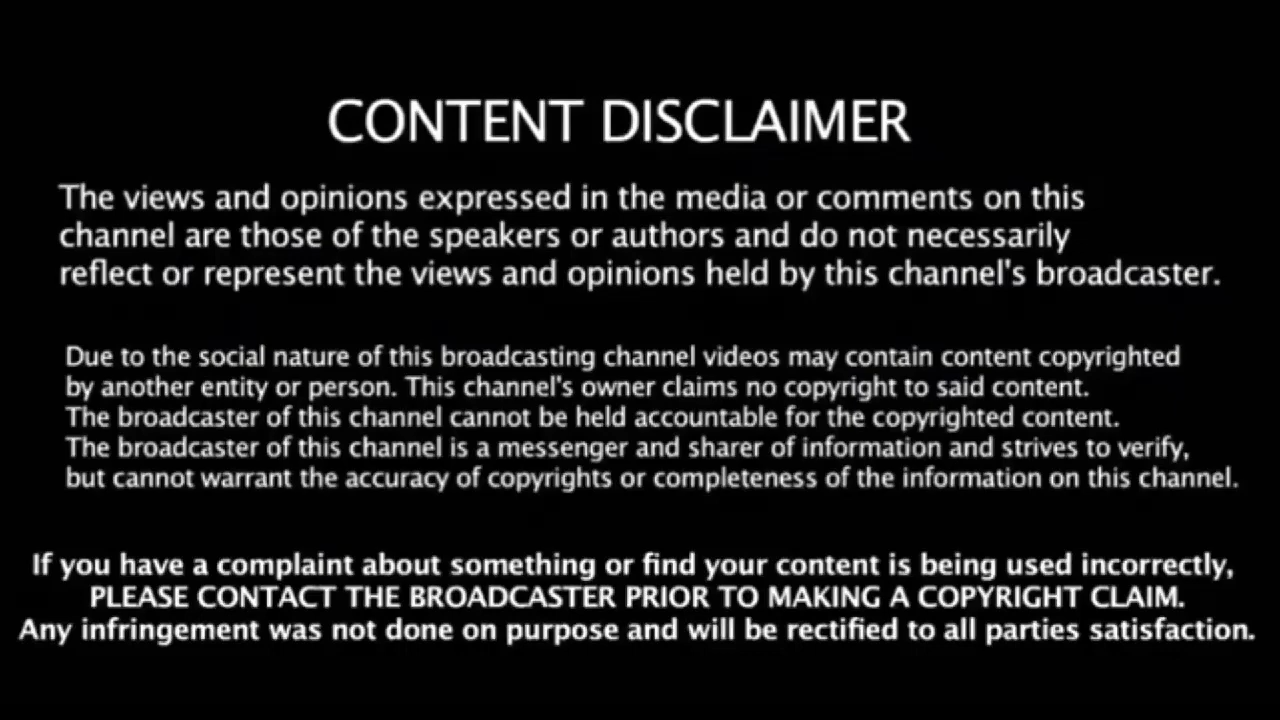 CONTENT DISCLAIMER
The views and opinions expressed in the media or comments on this
channel are those of the speakers or authors and do not necessarily
reflect or represent the views and opinions held by this channel's broadcaster.
Due to the social nature of this broadcasting channel videos may contain content copyrighted
by another entity or person. This channel's owner claims no copyright to said content.
The broadcaster of this channel cannot be held accountable for the copyrighted content.
The broadcaster of this channel is a messenger and sharer of information and strives to verify,
but cannot warrant the accuracy of copyrights or completeness of the information on this channel.
If you have a complaint about something or find your content is being used incorrectly,
PLEASE CONTACT THE BROADCASTER PRIOR TO MAKING A COPYRIGHT CLAIM.
Any infringement was not done on purpose and will be rectified to all parties satisfaction.